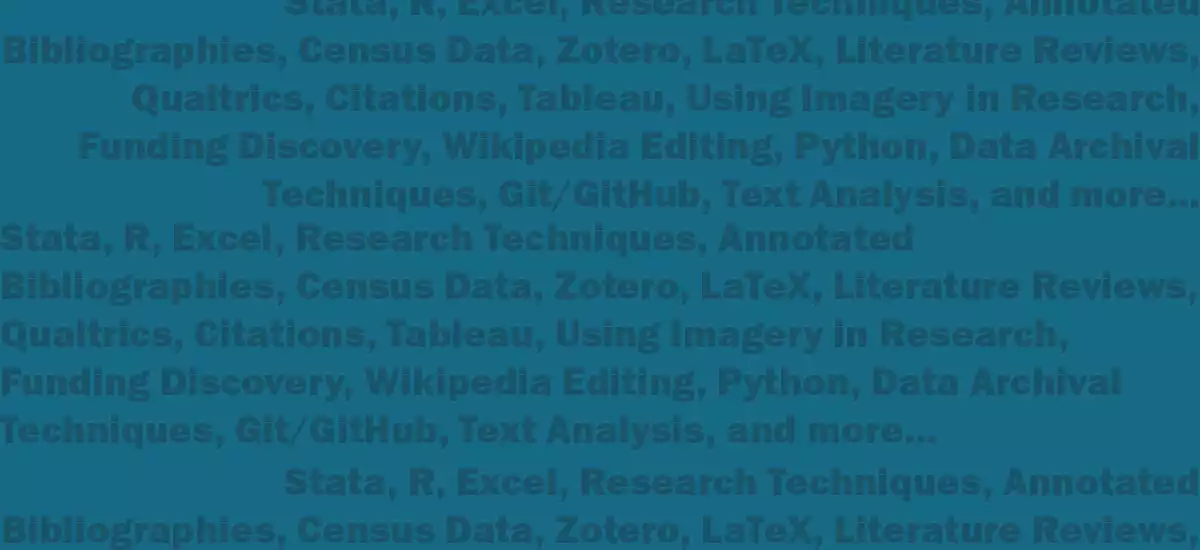 Stata, R, Excel, Research Techniques, Annotated
Bibliographies, Census Data, Zotero, LaTeX, Literature Reviews,
Qualtrics, Citations, Tableau, Using Imagery in Research,
Funding Discovery, Wikipedia Editing, Python, Data Archival
Techniques, Git/GitHub, Text Analysis, and more...
Stata, R, Excel, Research Techniques, Annotated
Bibliographies, Census Data, Zotero, LaTeX, Literature Reviews,
Qualtrics, Citations, Tableau, Using Imagery in Research,
Funding Discovery, Wikipedia Editing, Python, Data Archival
Techniques, Git/GitHub, Text Analysis, and more...
Stata, R, Excel, Research Techniques, Annotated
Bibliographies, Census Data, Zotero, LaTeX, Literature Reviews,